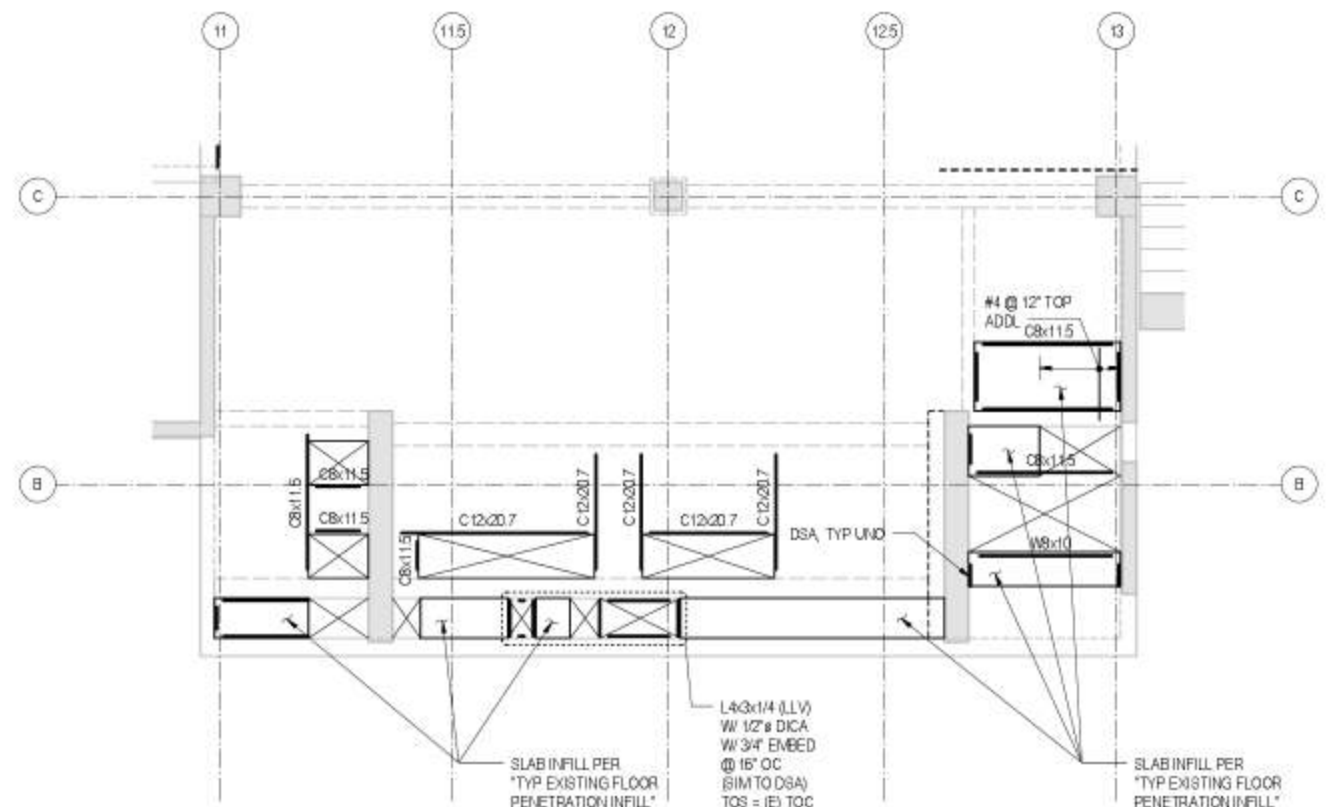 11
11.5
12
12.5
13
C
C
#4 @ 12" TOP
ADDL
C8x11.5
B
B
C8x11.5
C8x11.5
C8x11.5
C12x20.7
C12x20.7
C12x20.7
C12x20.7
C12x20.7
C8x11.5
C8x11.5
DSA, TYP UNO
W8x10
L4x3x1/4 (LLV)
W/ 1/2"ø DICA
W/ 3/4" EMBED
@ 16" OC
(SIM TO DSA)
TOS = (E) TOC
SLAB INFILL PER
"TYP EXISTING FLOOR
PENETRATION INFILL"
SLAB INFILL PER
"TYP EXISTING FLOOR
PENETRATION INFILL"